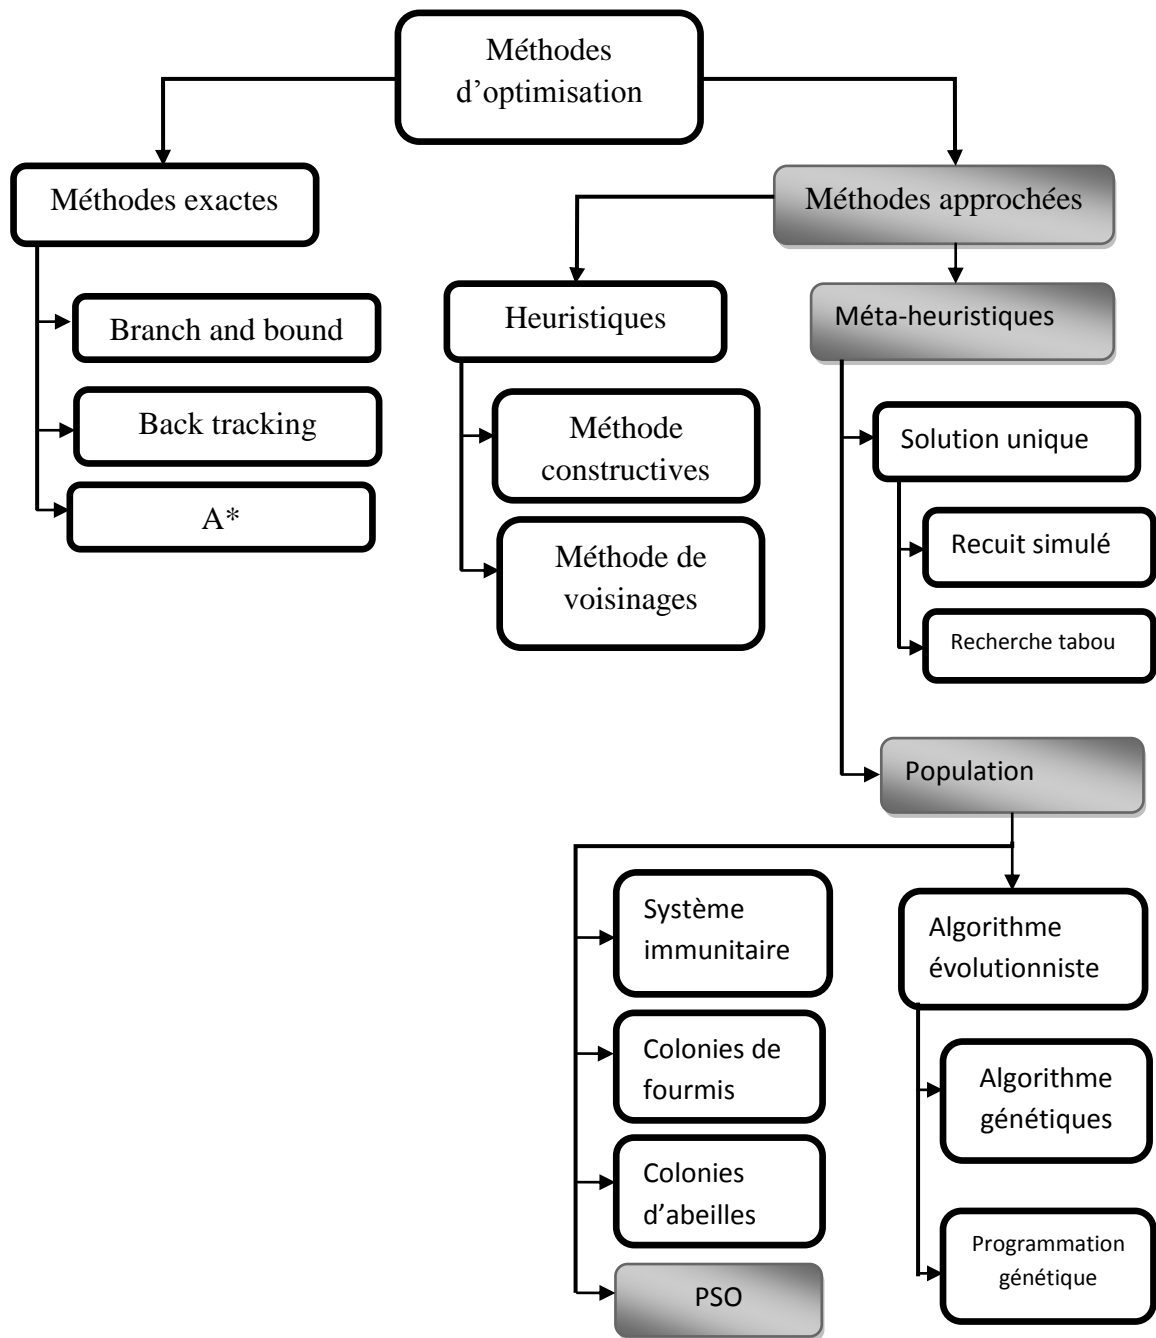 Méthodes
d’optimisation
Méthodes exactes
Méthodes approchées
Branch and bound
Back tracking
A*
Heuristiques
Méthode
constructives
Méthode de
voisinages
Méta-heuristiques
Solution unique
Recuit simulé
Recherche tabou
Population
Système
immunitaire
Colonies de
fourmis
Colonies
d’abeilles
PSO
Algorithme
évolutionniste
Algorithme
génétiques
Programmation
génétique